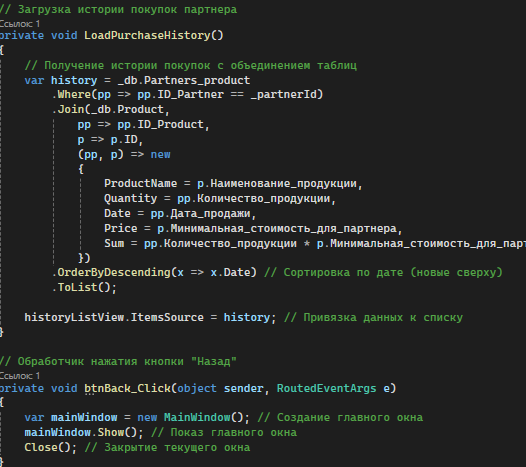 // Загрузка истории покупок партнера
Ссылок: 1
private void LoadPurchaseHistory()
{
// Получение истории покупок с объединением таблиц
var history = _db.Partners_product
.Where(pp => pp.ID_Partner == _partnerId)
.Join(_db.Product,
pp => pp.ID_Product,
p => p.ID,
(pp, p) => new
{
ProductName = p.Наименование_продукции,
Quantity = pp.Количество_продукции,
Date = pp.Дата_продажи,
Price = p.Минимальная_стоимость_для_партнера,
Sum = pp.Количество_продукции * p.Минимальная_стоимость_для_пар
})
.OrderByDescending(x => x.Date) // Сортировка по дате (новые сверху)
.ToList();
historyListView.ItemsSource = history; // Привязка данных к списку
}
// Обработчик нажатия кнопки "Назад"
Ссылок: 1
private void btnBack_Click(object sender, RoutedEventArgs e)
{
var mainWindow = new MainWindow(); // Создание главного окна
mainWindow.Show(); // Показ главного окна
Close(); // Закрытие текущего окна
}